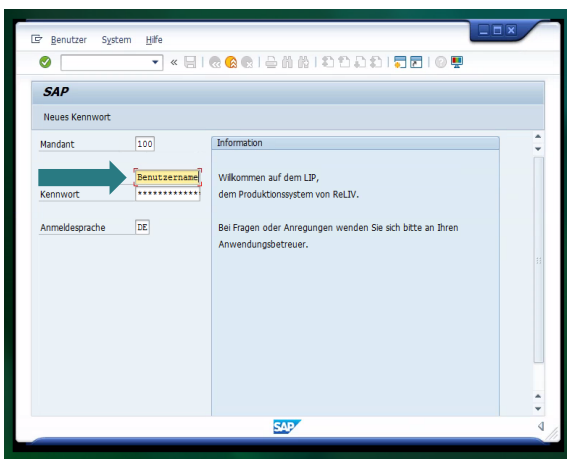 Benutzer System Hilfe
SAP
Neues Kennwort
Mandant 100 Information
Benutzername Willkommen auf dem LIP,
Kennwort ************ dem Produktionssystem von ReLIV.
Anmeldesprache DE Bei Fragen oder Anregungen wenden Sie sich bitte an Ihren
Anwendungsbetreuer.
SAP